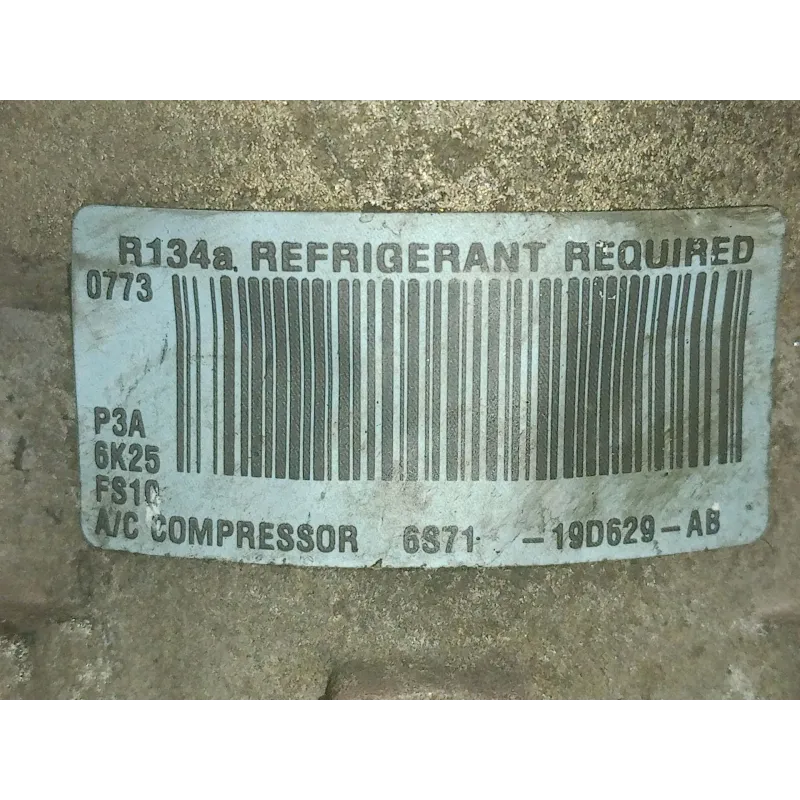 R134a REFRIGERANT REQUIRED
0773
P3A
6K25
FS10
A/C COMPRESSOR 6S71 -19D629-AB